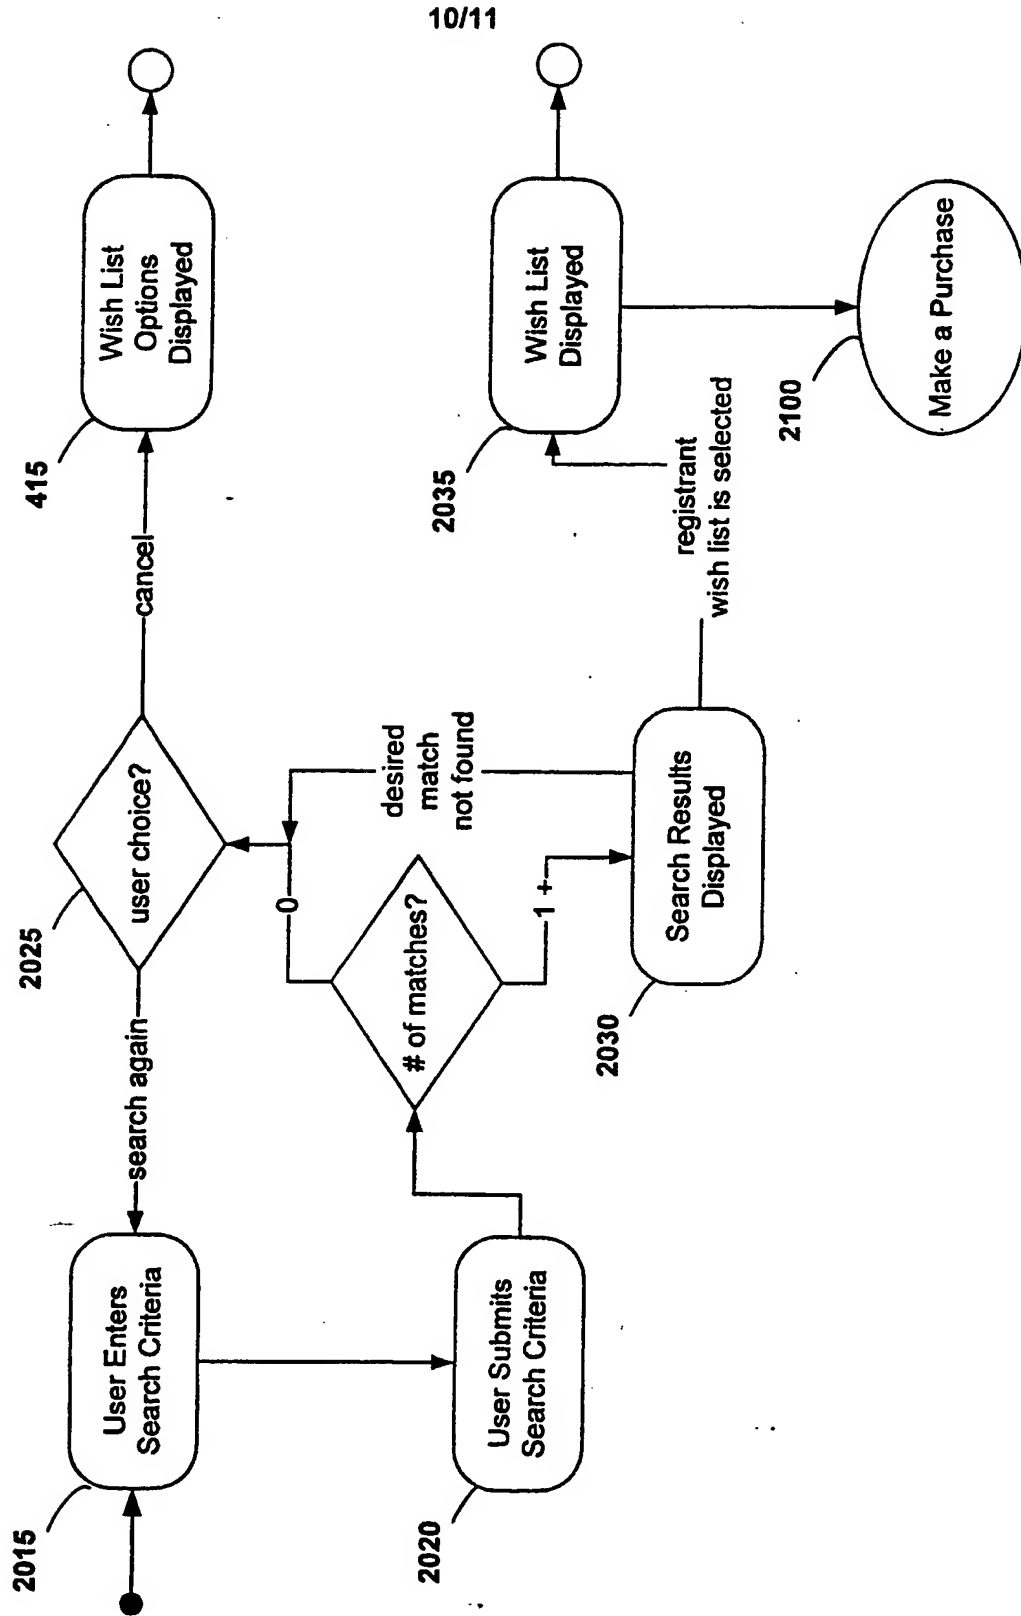 10/11
2015
User Enters
Search Criteria
search again
2025
user choice?
cancel
415
Wish List
Options
Displayed
2020
User Submits
Search Criteria
# of matches?
0
1 +
desired
match
not found
2030
Search Results
Displayed
registrant
wish list is selected
2035
Wish List
Displayed
2100
Make a Purchase